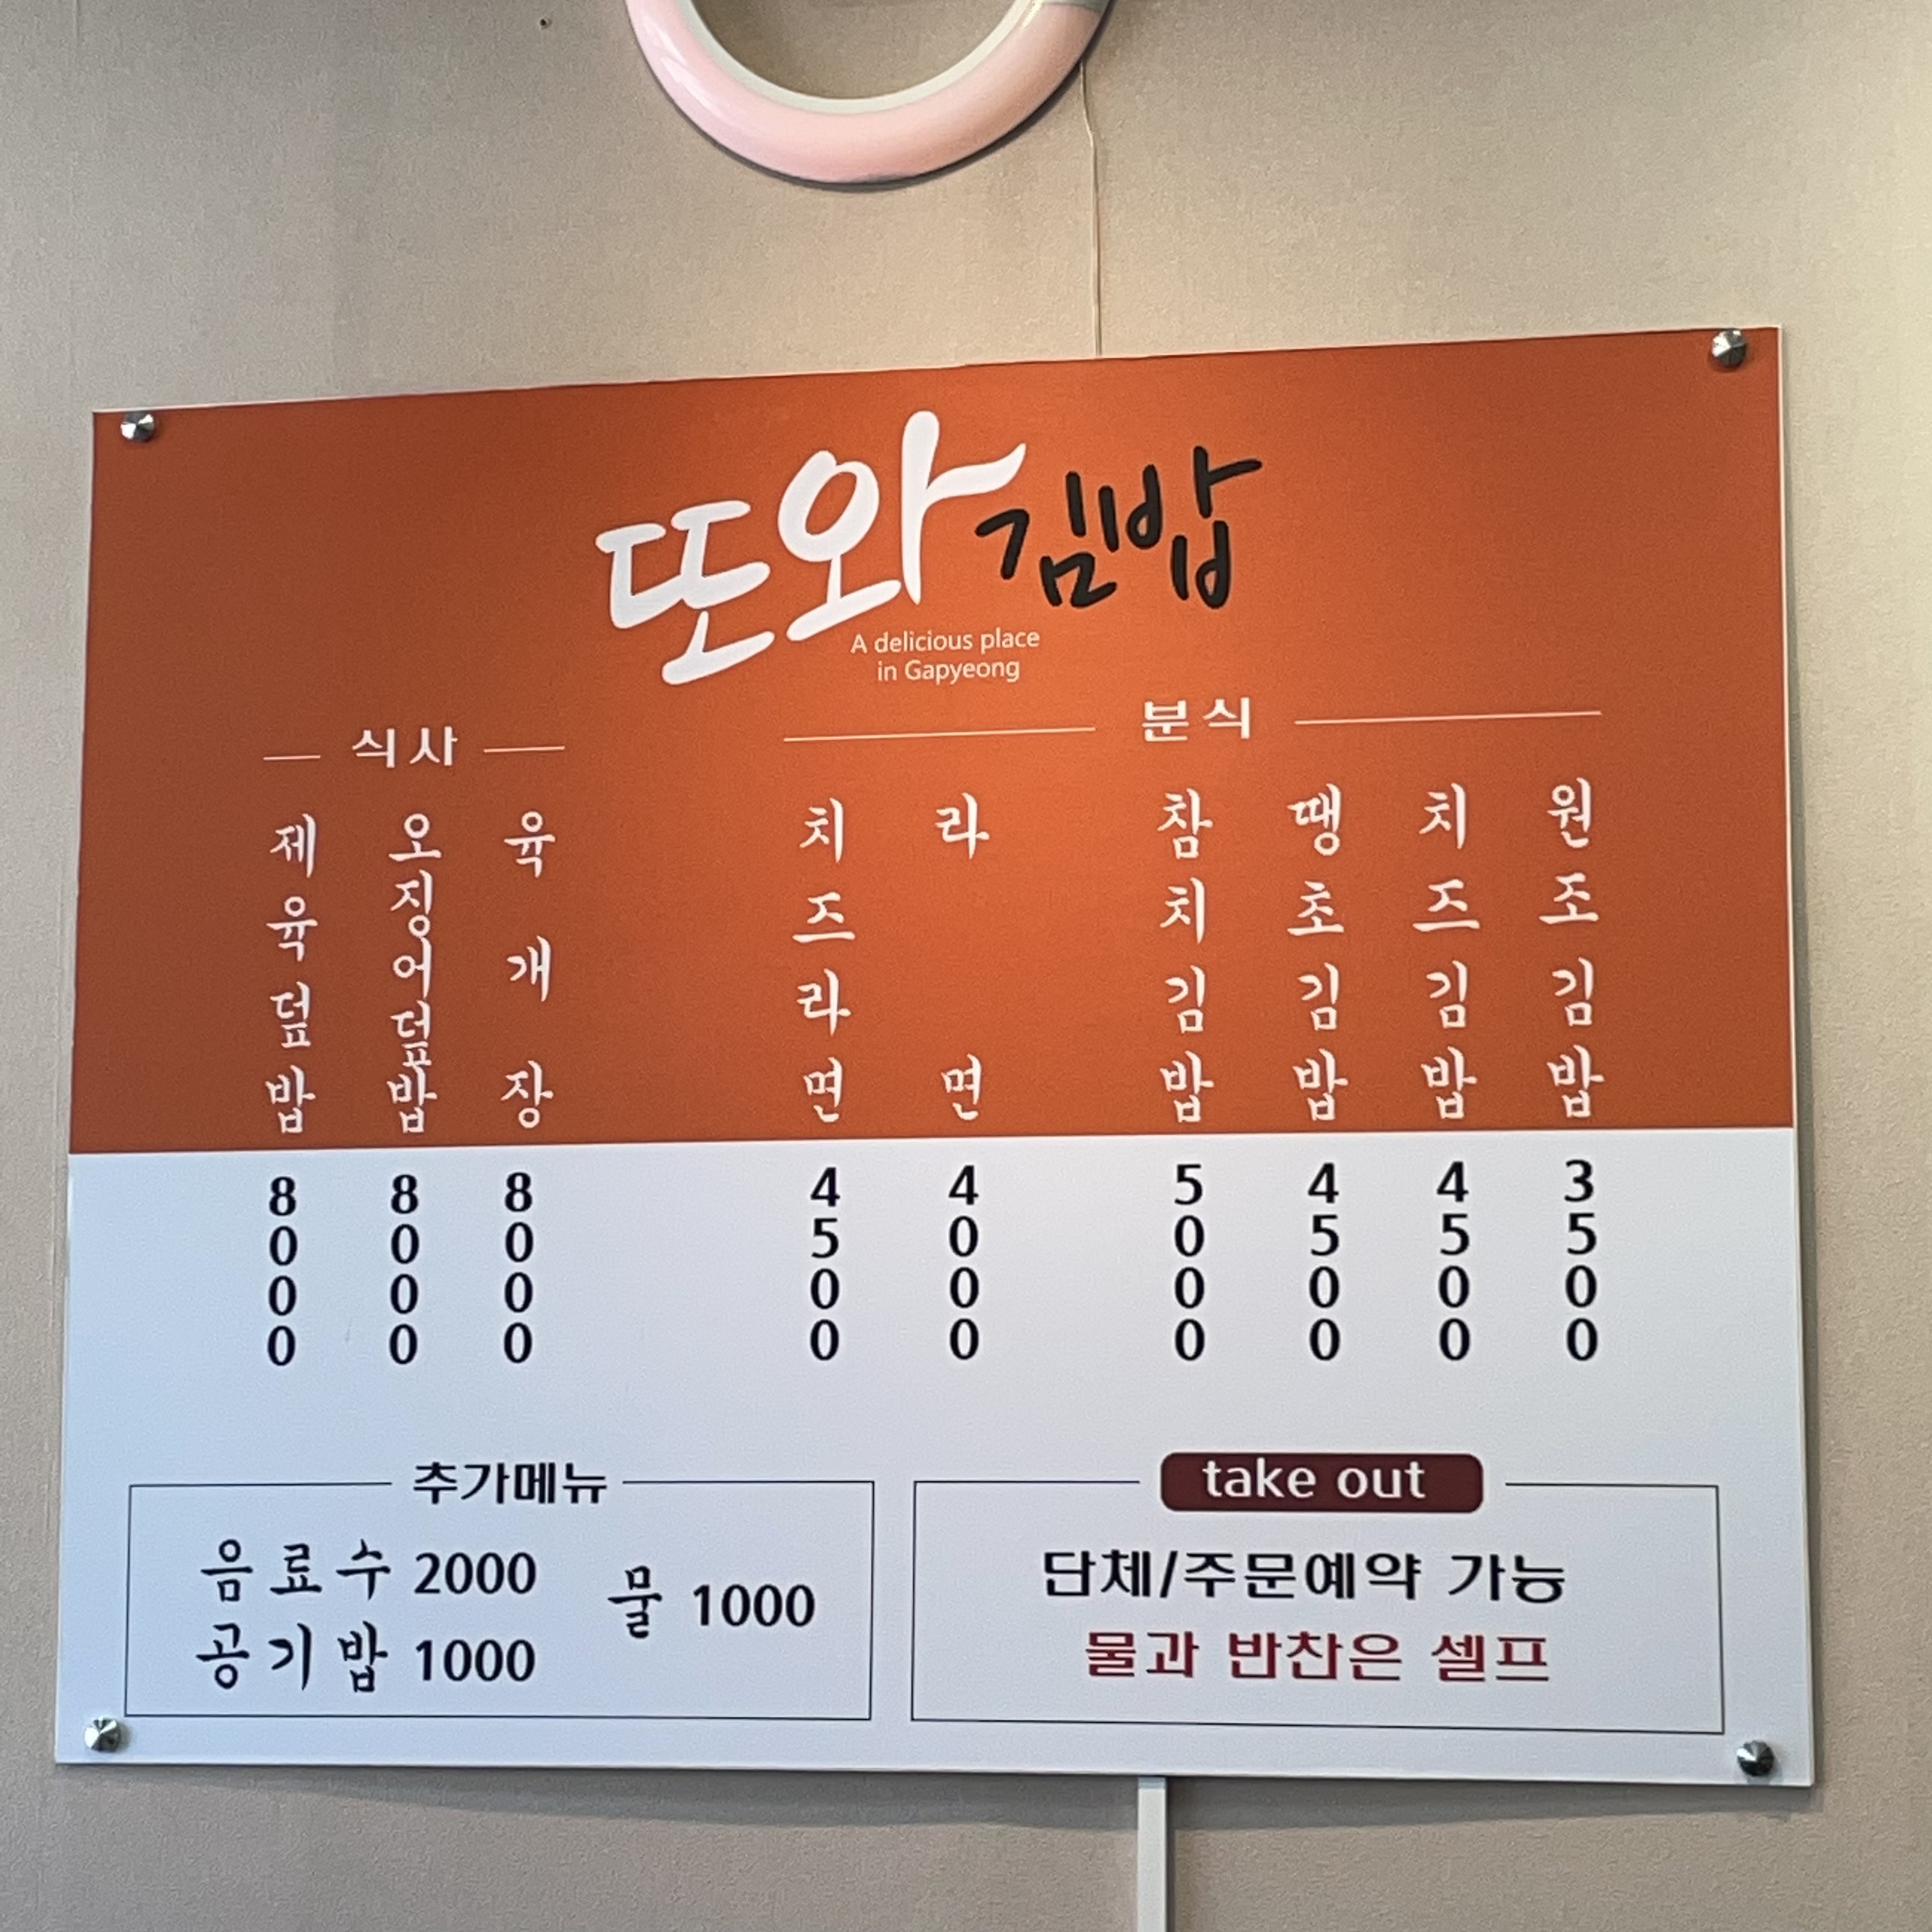 또와김밥
A delicious place
in Gapyeong
식사
제육덮밥 8000
오징어덮밥 8000
육개장 8000
분식
치즈라면 4500
라면 4000
참치김밥 5000
땡초김밥 4500
치즈김밥 4500
원조김밥 3500
추가메뉴
음료수 2000
공기밥 1000
물 1000
take out
단체/주문예약 가능
물과 반찬은 셀프